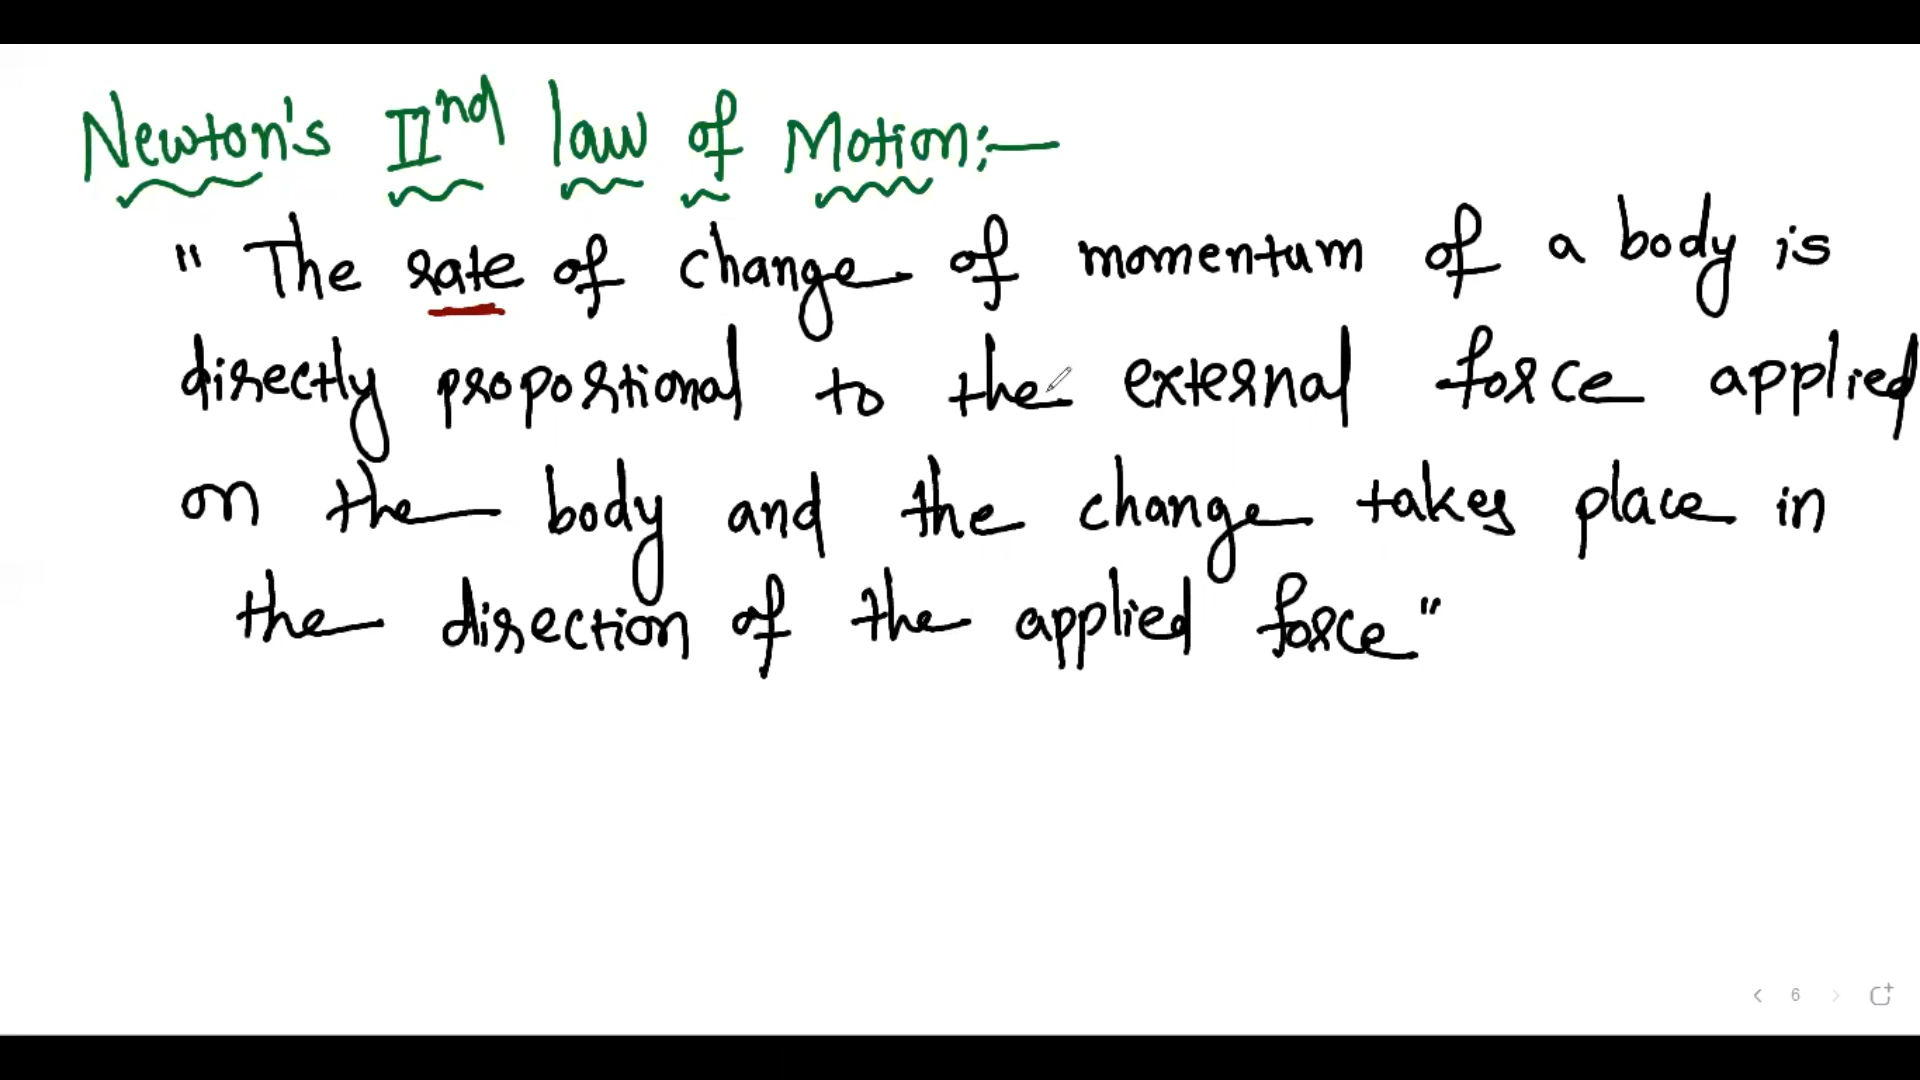 Newton's IInd law of Motion:—
" The rate of change of momentum of a body is
directly proportional to the external force applied
on the body and the change takes place in
the direction of the applied force"
< 6 >